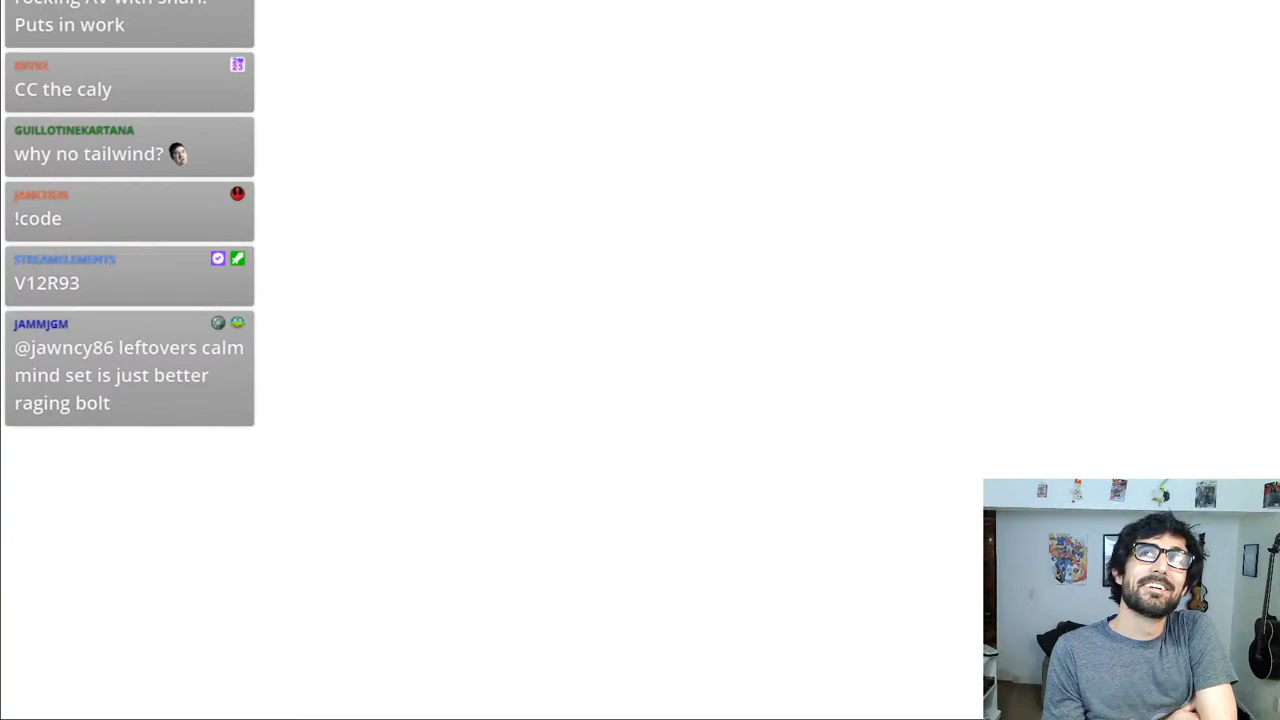 Puts in work
CC the caly
GUILLOTINEKARTANA
why no tailwind?
!code
STREAMELEMENTS
V12R93
JAMMJGM
@jawncy86 leftovers calm
mind set is just better
raging bolt